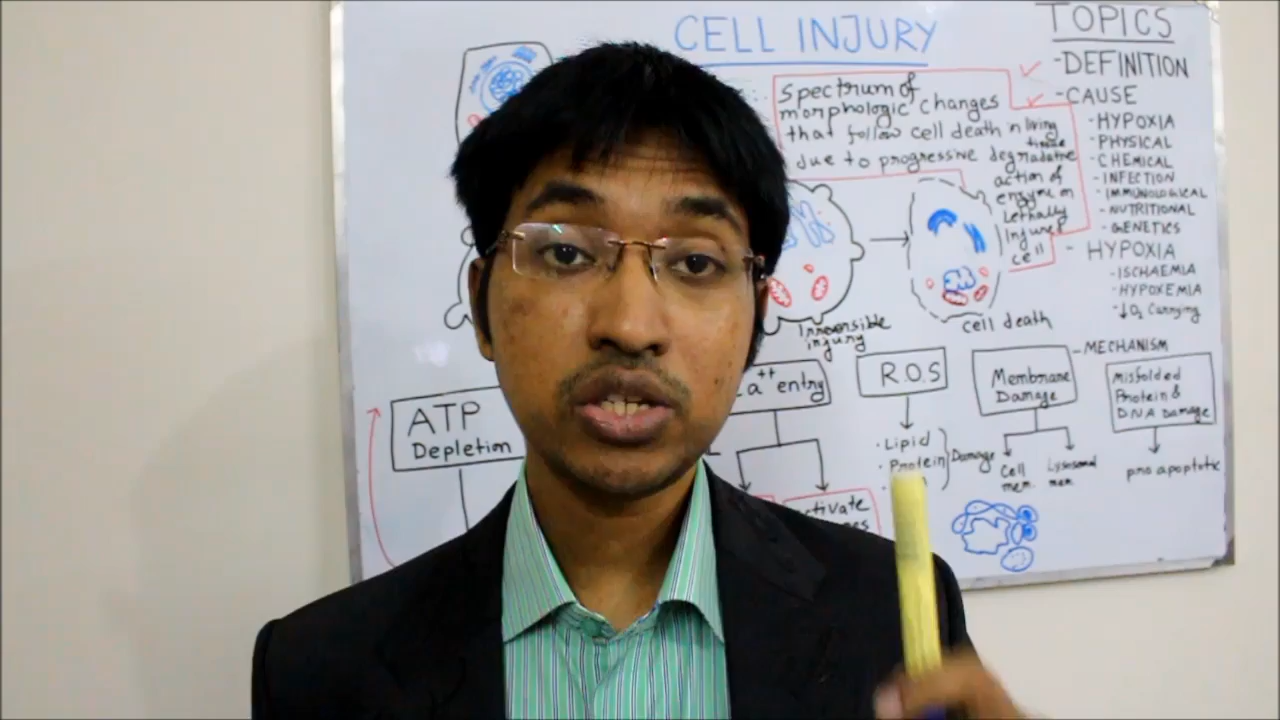 CELL INJURY
TOPICS
-DEFINITION
-CAUSE
-HYPOXIA
-PHYSICAL
-CHEMICAL
-INFECTION
-IMMUNOLOGICAL
-NUTRITIONAL
-GENETICS
- HYPOXIA
-ISCHAEMIA
-HYPOXEMIA
-↓O₂ Carrying
-MECHANISM
Spectrum of
morphologic changes
that follow cell death in living
tissue
due to progressive degradative
action of
enzyme on
Lethally
Injured
cell
Irreversible
injury
cell death
ATP
Depletion
entry
R.O.S
Lipid
Protein
Damage
Membrane
Damage
Cell
mem.
Lysosomal
mem
Misfolded
Protein &
DNA Damage
pro apoptotic